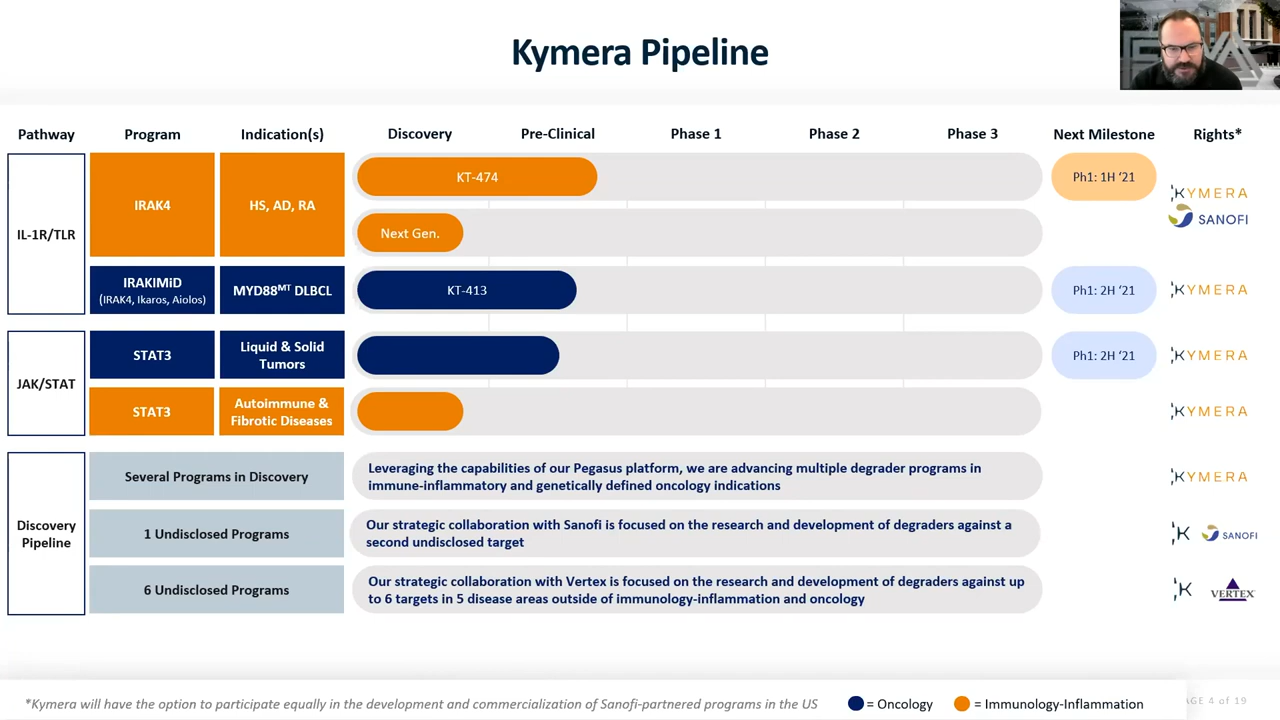 Kymera Pipeline
Pathway Program Indication(s) Discovery Pre-Clinical Phase 1 Phase 2 Phase 3 Next Milestone Rights*
IL-1R/TLR
IRAK4
HS, AD, RA
KT-474
Ph1: 1H ‘21
KYMERA
SANOFI
Next Gen.
IRAKIMiD
(IRAK4, Ikaros, Aiolos)
MYD88ᴹᵀ DLBCL
KT-413
Ph1: 2H ‘21
KYMERA
JAK/STAT
STAT3
Liquid & Solid
Tumors
Ph1: 2H ‘21
KYMERA
STAT3
Autoimmune &
Fibrotic Diseases
KYMERA
Discovery
Pipeline
Several Programs in Discovery
Leveraging the capabilities of our Pegasus platform, we are advancing multiple degrader programs in
immune-inflammatory and genetically defined oncology indications
KYMERA
1 Undisclosed Programs
Our strategic collaboration with Sanofi is focused on the research and development of degraders against a
second undisclosed target
K SANOFI
6 Undisclosed Programs
Our strategic collaboration with Vertex is focused on the research and development of degraders against up
to 6 targets in 5 disease areas outside of immunology-inflammation and oncology
K VERTEX
*Kymera will have the option to participate equally in the development and commercialization of Sanofi-partnered programs in the US
= Oncology
= Immunology-Inflammation
4 of 19